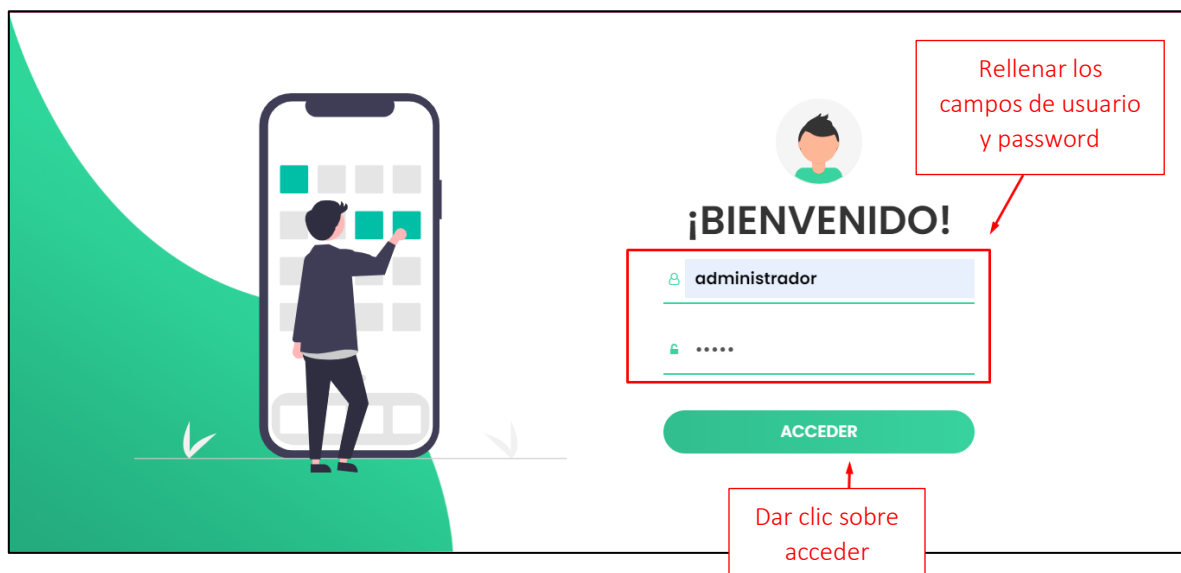 Rellenar los
campos de usuario
y password
¡BIENVENIDO!
administrador
•••••
ACCEDER
Dar clic sobre
acceder